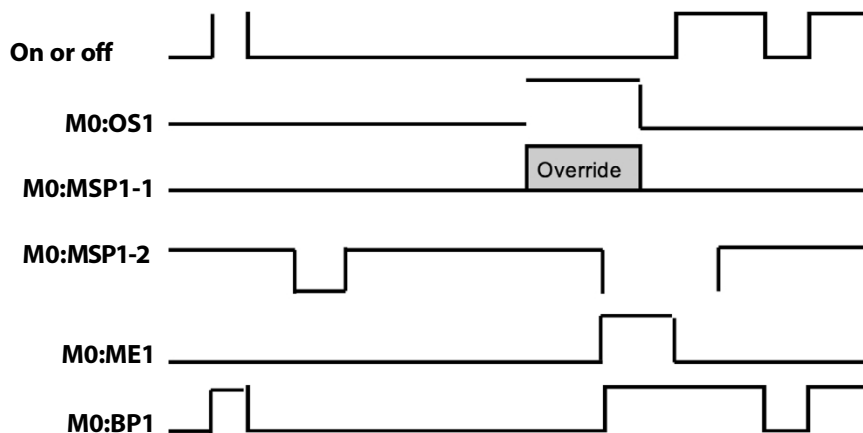 On or off
M0:OS1
Override
M0:MSP1-1
M0:MSP1-2
M0:ME1
M0:BP1